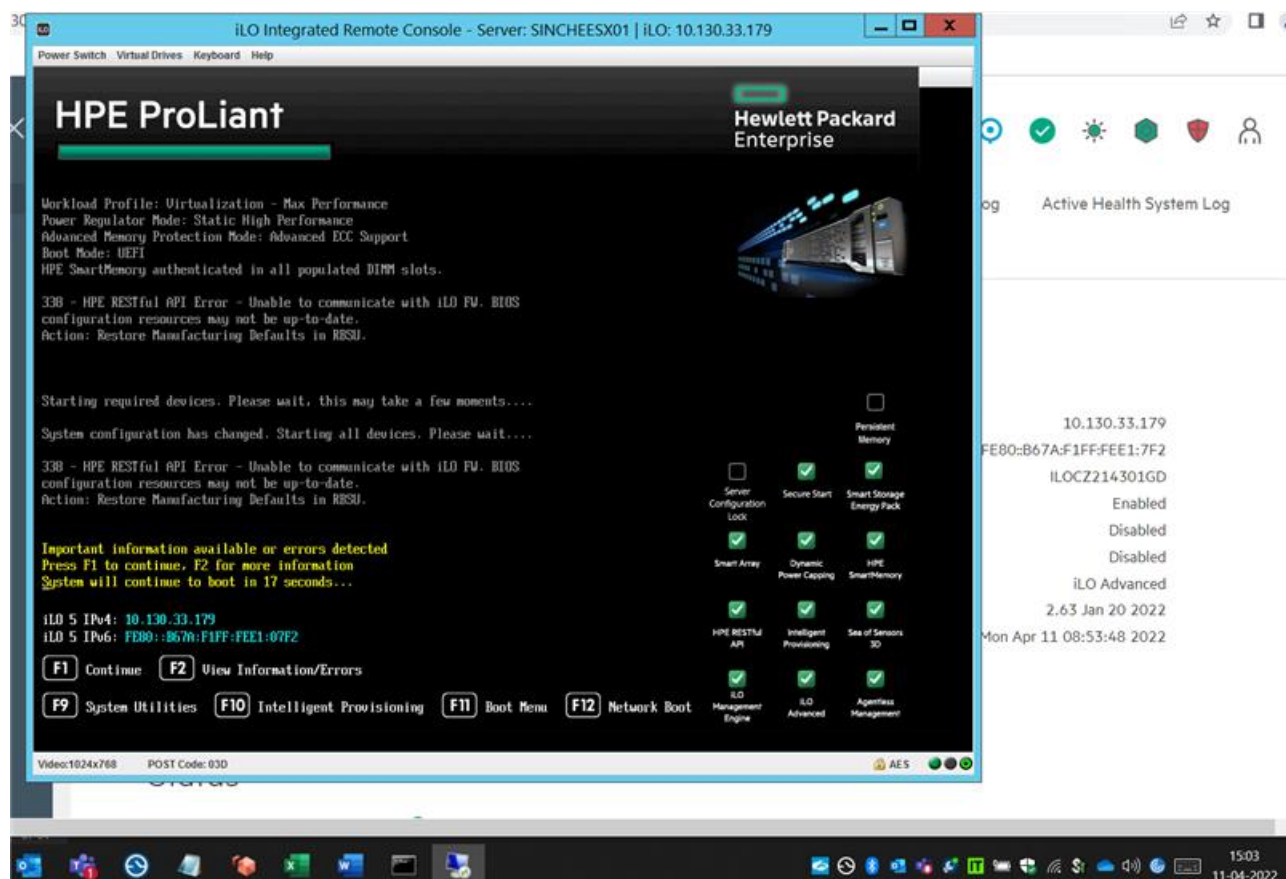 iLO Integrated Remote Console - Server: SINCHEESX01 | iLO: 10.130.33.179
Power Switch Virtual Drives Keyboard Help
HPE ProLiant
Hewlett Packard
Enterprise
Workload Profile: Virtualization - Max Performance
Power Regulator Mode: Static High Performance
Advanced Memory Protection Mode: Advanced ECC Support
Boot Mode: UEFI
HPE SmartMemory authenticated in all populated DIMM slots.
338 - HPE RESTful API Error - Unable to communicate with iLO FW. BIOS
configuration resources may not be up-to-date.
Action: Restore Manufacturing Defaults in RBSU.
Starting required devices. Please wait, this may take a few moments....
System configuration has changed. Starting all devices. Please wait....
338 - HPE RESTful API Error - Unable to communicate with iLO FW. BIOS
configuration resources may not be up-to-date.
Action: Restore Manufacturing Defaults in RBSU.
Important information available or errors detected
Press F1 to continue, F2 for more information
System will continue to boot in 17 seconds...
iLO 5 IPv4: 10.130.33.179
iLO 5 IPv6: FE80::B67A:F1FF:FEE1:07F2
F1 Continue F2 View Information/Errors
F9 System Utilities F10 Intelligent Provisioning F11 Boot Menu F12 Network Boot
Persistent
Memory
Server
Configuration
Lock
Secure Start
Smart Storage
Energy Pack
Smart Array
Dynamic
Power Capping
HPE
SmartMemory
HPE RESTful
API
Intelligent
Provisioning
Sea of Sensors
3D
iLO
Management
Engine
iLO
Advanced
Agentless
Management
Video:1024x768 POST Code: 03D
AES
og Active Health System Log
10.130.33.179
FE80::B67A:F1FF:FEE1:7F2
ILOCZ214301GD
Enabled
Disabled
Disabled
iLO Advanced
2.63 Jan 20 2022
Mon Apr 11 08:53:48 2022
15:03
11-04-2022